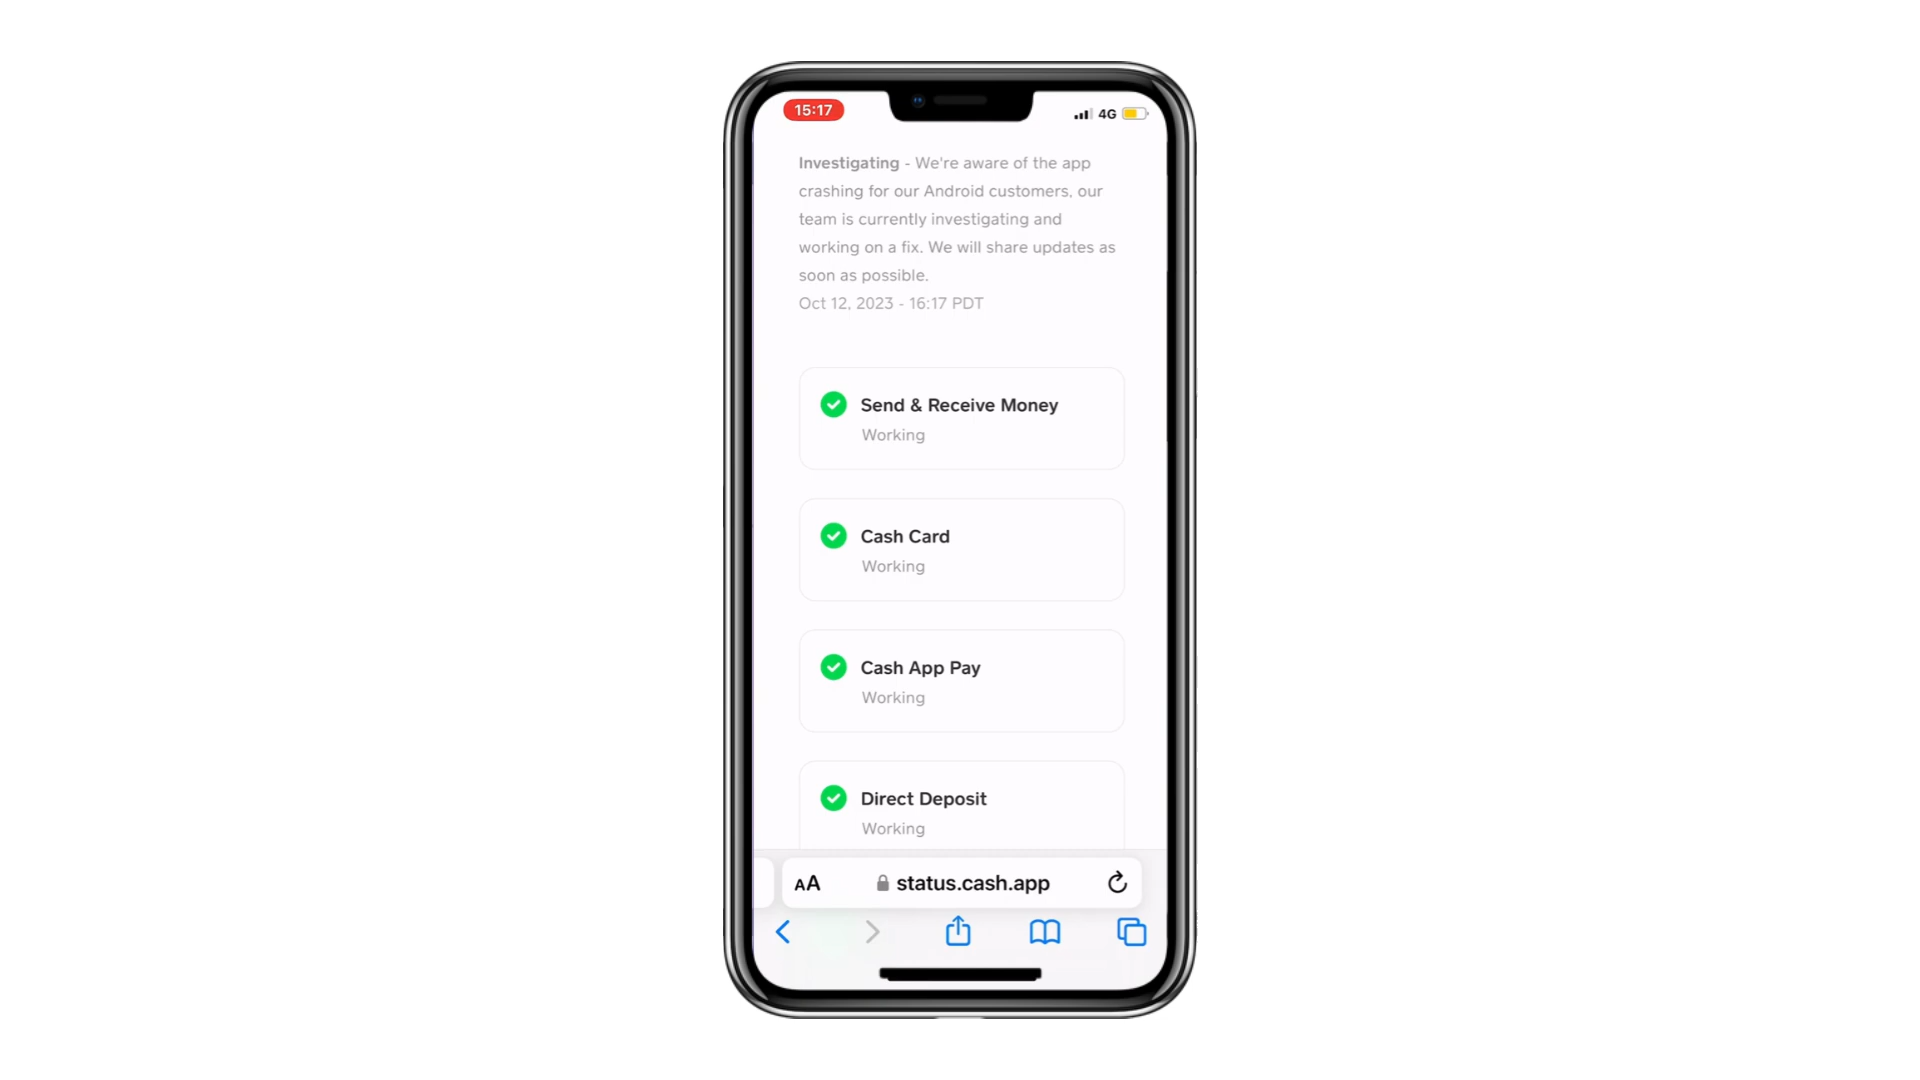 15:17
4G
Investigating - We're aware of the app
crashing for our Android customers, our
team is currently investigating and
working on a fix. We will share updates as
soon as possible.
Oct 12, 2023 - 16:17 PDT
Send & Receive Money
Working
Cash Card
Working
Cash App Pay
Working
Direct Deposit
Working
AA
status.cash.app